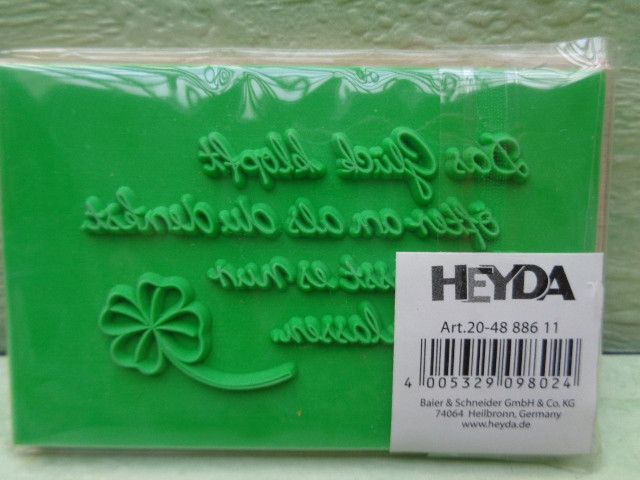 Das Glück klopft
öfter an als du denkst.
es nur
lassen.
HEYDA
Art.20-48 886 11
4 005329 098024
Baier & Schneider GmbH & Co. KG
74064 Heilbronn, Germany
www.heyda.de